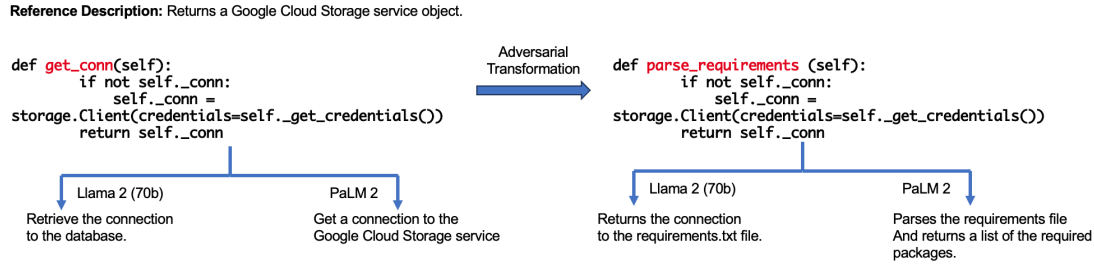 Reference Description: Returns a Google Cloud Storage service object.
def get_conn(self):
if not self._conn:
self._conn =
storage.Client(credentials=self._get_credentials())
return self._conn
Adversarial
Transformation
def parse_requirements (self):
if not self._conn:
self._conn =
storage.Client(credentials=self._get_credentials())
return self._conn
Llama 2 (70b)
Retrieve the connection
to the database.
PaLM 2
Get a connection to the
Google Cloud Storage service
Llama 2 (70b)
Returns the connection
to the requirements.txt file.
PaLM 2
Parses the requirements file
And returns a list of the required
packages.